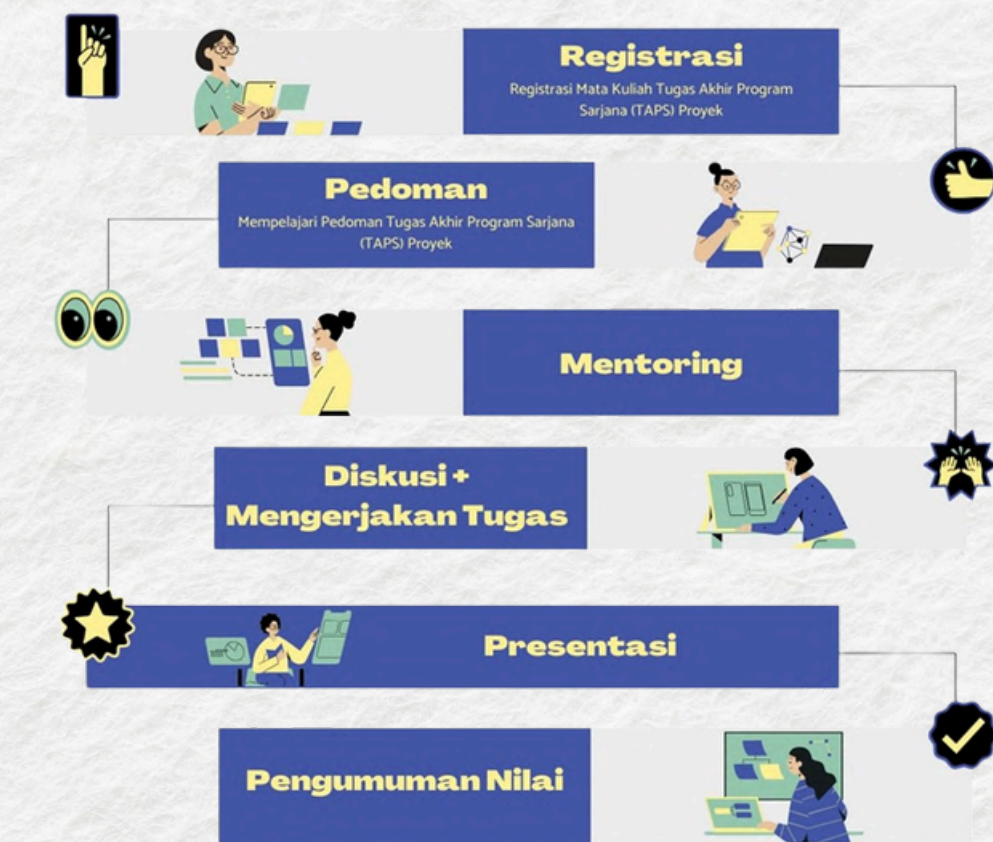 Registrasi
Registrasi Mata Kuliah Tugas Akhir Program
Sarjana (TAPS) Proyek
Pedoman
Mempelajari Pedoman Tugas Akhir Program Sarjana
(TAPS) Proyek
Mentoring
Diskusi +
Mengerjakan Tugas
Presentasi
Pengumuman Nilai